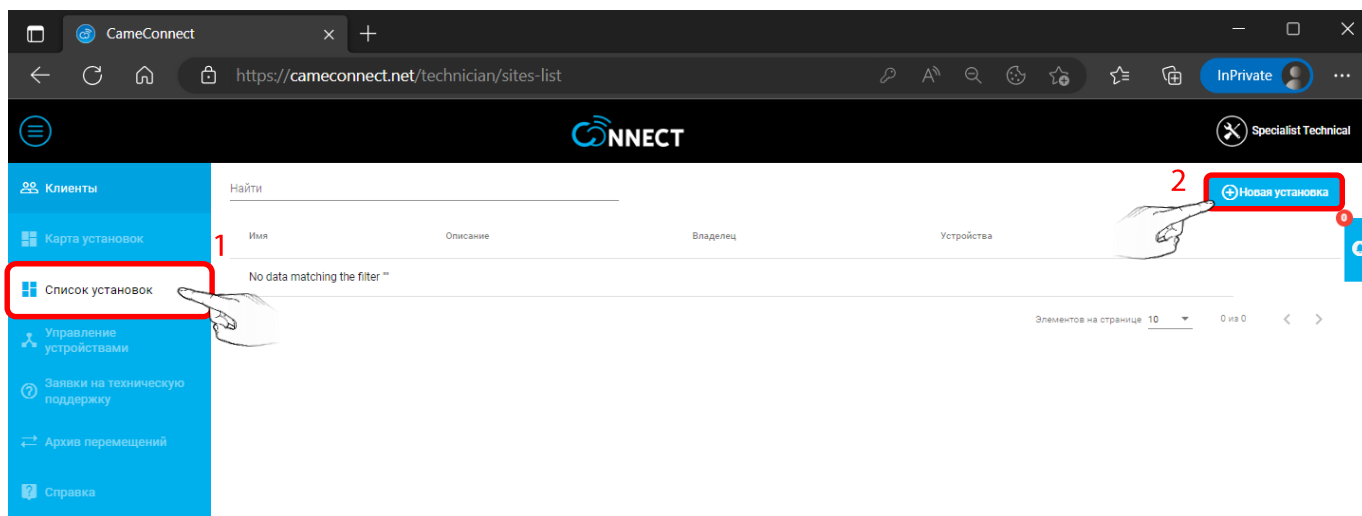 CameConnect
https://cameconnect.net/technician/sites-list
InPrivate
CONNECT
Specialist Technical
Клиенты
Найти
2
Новая установка
0
Карта установок
1
Имя Описание Владелец Устройства
No data matching the filter ""
Список установок
Элементов на странице 10 0 из 0
Управление
устройствами
Заявки на техническую
поддержку
Архив перемещений
Справка